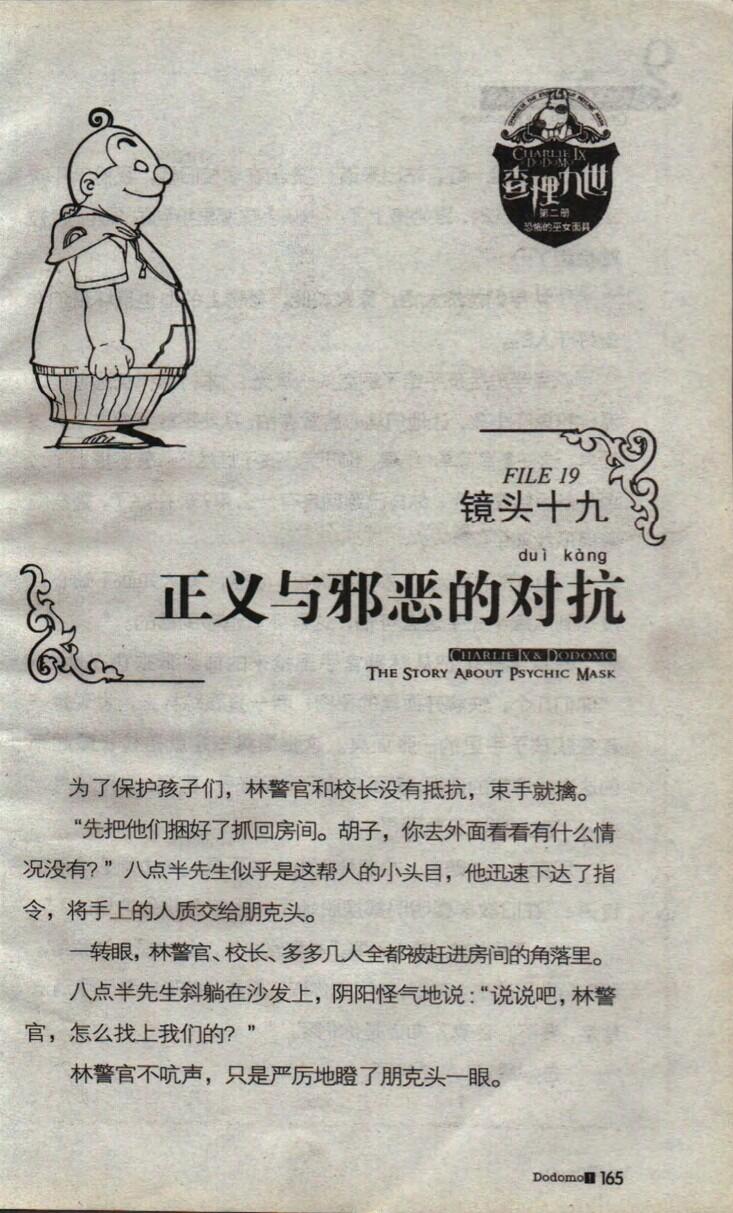 CHARLIE IX
DODOMO
查理九世
第二册
恐怖的巫女面具
FILE 19
镜头十九
duì kàng
正义与邪恶的对抗
CHARLIE IX & DODOMO
THE STORY ABOUT PSYCHIC MASK
为了保护孩子们，林警官和校长没有抵抗，束手就擒。
“先把他们捆好了抓回房间。胡子，你去外面看看有什么情
况没有？”八点半先生似乎是这帮人的小头目，他迅速下达了指
令，将手上的人质交给朋克头。
一转眼，林警官、校长、多多几人全都被赶进房间的角落里。
八点半先生斜躺在沙发上，阴阳怪气地说：“说说吧，林警
官，怎么找上我们的？”
林警官不吭声，只是严厉地瞪了朋克头一眼。
Dodomo 1 165